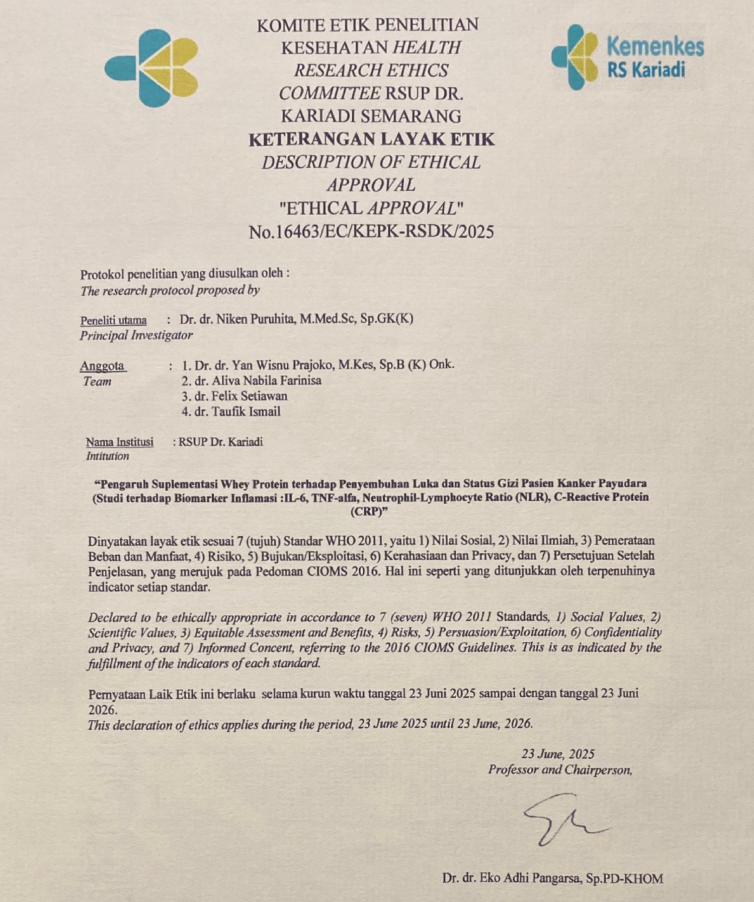 KOMITE ETIK PENELITIAN
KESEHATAN HEALTH
RESEARCH ETHICS
COMMITTEE RSUP DR.
KARIADI SEMARANG
KETERANGAN LAYAK ETIK
DESCRIPTION OF ETHICAL
APPROVAL
"ETHICAL APPROVAL"
No.16463/EC/KEPK-RSDK/2025
Kemenkes
RS Kariadi
Protokol penelitian yang diusulkan oleh :
The research protocol proposed by
Peneliti utama : Dr. dr. Niken Puruhita, M.Med.Sc, Sp.GK(K)
Principal Investigator
Anggota : 1. Dr. dr. Yan Wisnu Prajoko, M.Kes, Sp.B (K) Onk.
Team 2. dr. Aliva Nabila Farinisa
3. dr. Felix Setiawan
4. dr. Taufik Ismail
Nama Institusi : RSUP Dr. Kariadi
Intitution
“Pengaruh Suplementasi Whey Protein terhadap Penyembuhan Luka dan Status Gizi Pasien Kanker Payudara
(Studi terhadap Biomarker Inflamasi :IL-6, TNF-alfa, Neutrophil-Lymphocyte Ratio (NLR), C-Reactive Protein
(CRP)”
Dinyatakan layak etik sesuai 7 (tujuh) Standar WHO 2011, yaitu 1) Nilai Sosial, 2) Nilai Ilmiah, 3) Pemerataan
Beban dan Manfaat, 4) Risiko, 5) Bujukan/Eksploitasi, 6) Kerahasiaan dan Privacy, dan 7) Persetujuan Setelah
Penjelasan, yang merujuk pada Pedoman CIOMS 2016. Hal ini seperti yang ditunjukkan oleh terpenuhinya
indicator setiap standar.
Declared to be ethically appropriate in accordance to 7 (seven) WHO 2011 Standards, 1) Social Values, 2)
Scientific Values, 3) Equitable Assessment and Benefits, 4) Risks, 5) Persuasion/Exploitation, 6) Confidentiality
and Privacy, and 7) Informed Concent, referring to the 2016 CIOMS Guidelines. This is as indicated by the
fulfillment of the indicators of each standard.
Pernyataan Laik Etik ini berlaku selama kurun waktu tanggal 23 Juni 2025 sampai dengan tanggal 23 Juni
2026.
This declaration of ethics applies during the period, 23 June 2025 until 23 June, 2026.
23 June, 2025
Professor and Chairperson,
Dr. dr. Eko Adhi Pangarsa, Sp.PD-KHOM